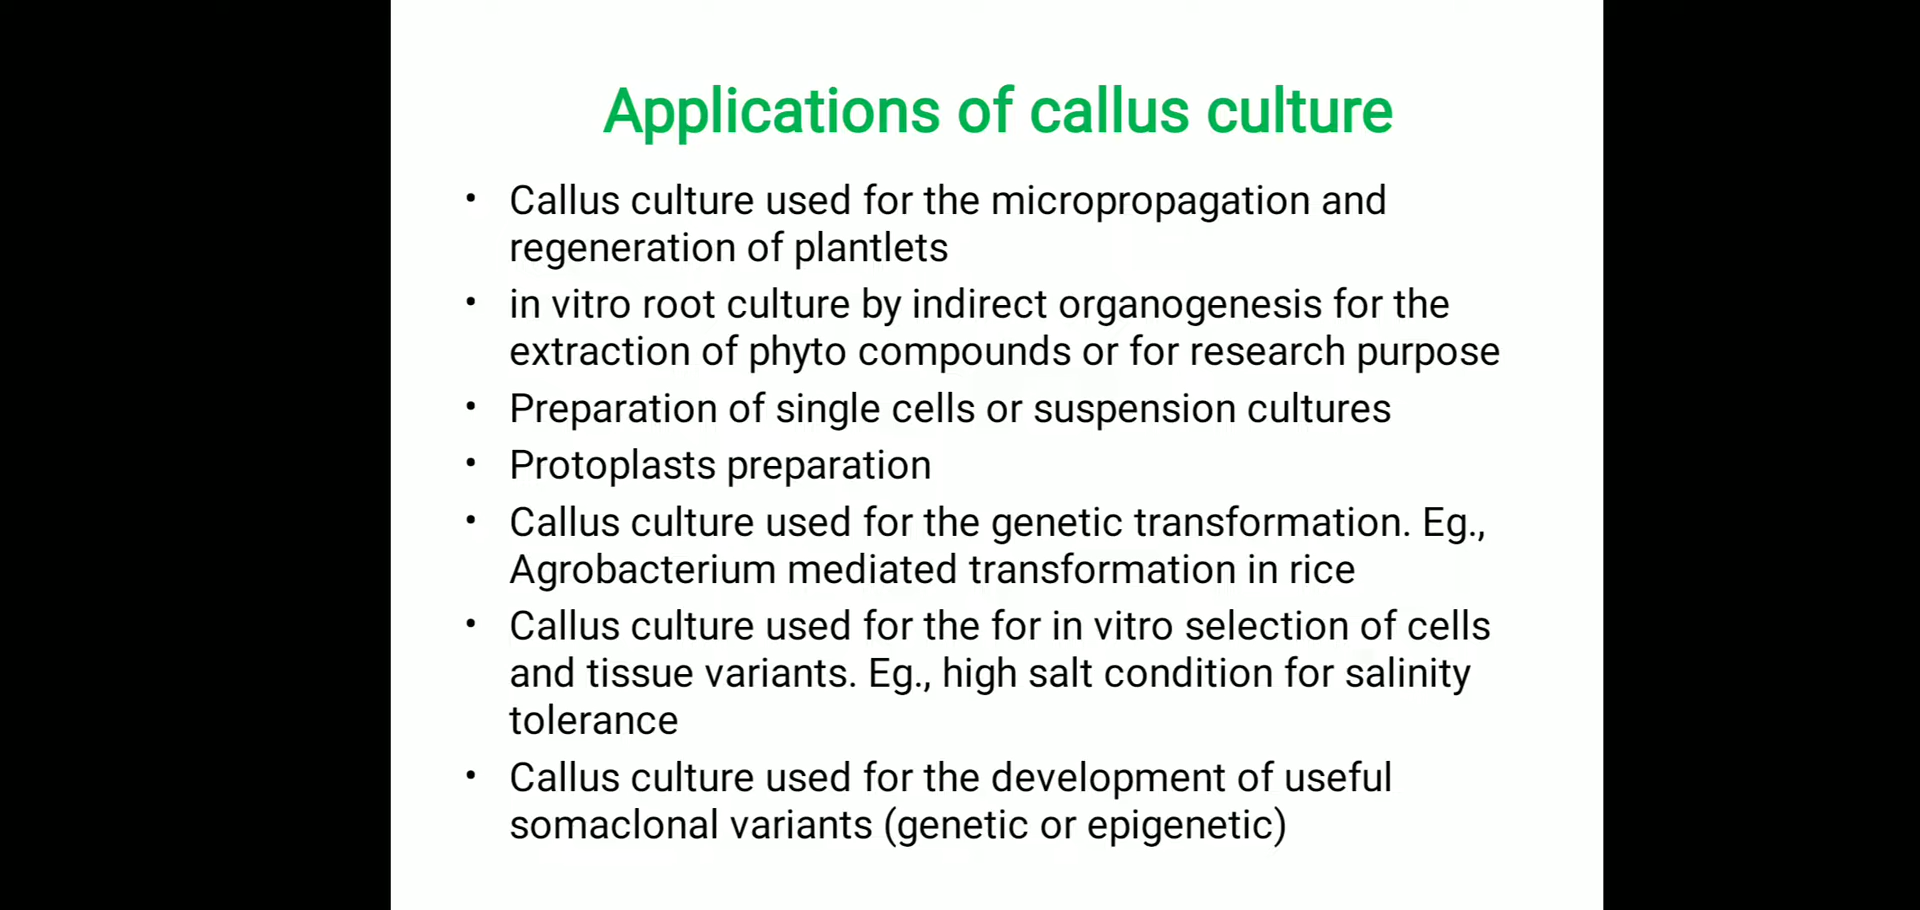 Applications of callus culture
• Callus culture used for the micropropagation and
regeneration of plantlets
• in vitro root culture by indirect organogenesis for the
extraction of phyto compounds or for research purpose
• Preparation of single cells or suspension cultures
• Protoplasts preparation
• Callus culture used for the genetic transformation. Eg.,
Agrobacterium mediated transformation in rice
• Callus culture used for the for in vitro selection of cells
and tissue variants. Eg., high salt condition for salinity
tolerance
• Callus culture used for the development of useful
somaclonal variants (genetic or epigenetic)